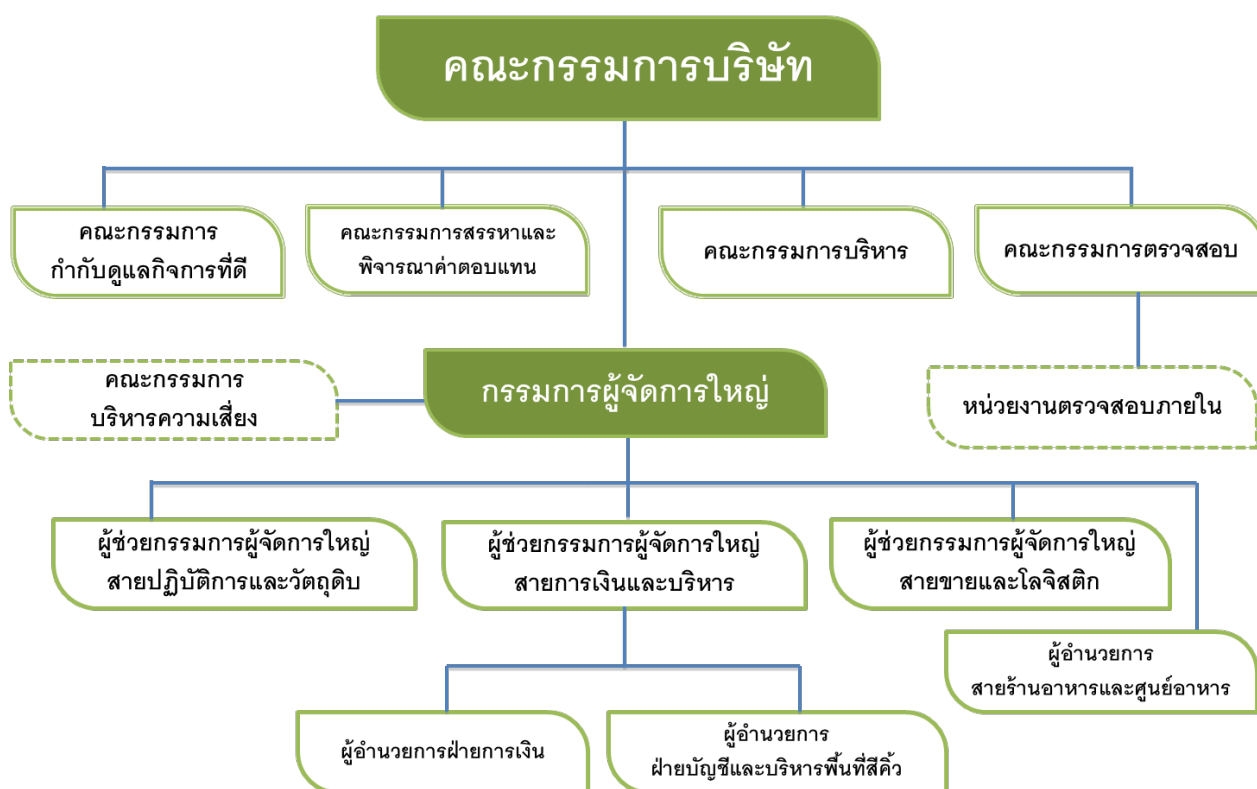 คณะกรรมการบริษัท
คณะกรรมการ
กำกับดูแลกิจการที่ดี
คณะกรรมการสรรหาและ
พิจารณาค่าตอบแทน
คณะกรรมการบริหาร
คณะกรรมการตรวจสอบ
คณะกรรมการ
บริหารความเสี่ยง
กรรมการผู้จัดการใหญ่
หน่วยงานตรวจสอบภายใน
ผู้ช่วยกรรมการผู้จัดการใหญ่
สายปฏิบัติการและวัตถุดิบ
ผู้ช่วยกรรมการผู้จัดการใหญ่
สายการเงินและบริหาร
ผู้ช่วยกรรมการผู้จัดการใหญ่
สายขายและโลจิสติก
ผู้อำนวยการ
สายร้านอาหารและศูนย์อาหาร
ผู้อำนวยการฝ่ายการเงิน
ผู้อำนวยการ
ฝ่ายบัญชีและบริหารพื้นที่สีคิ้ว